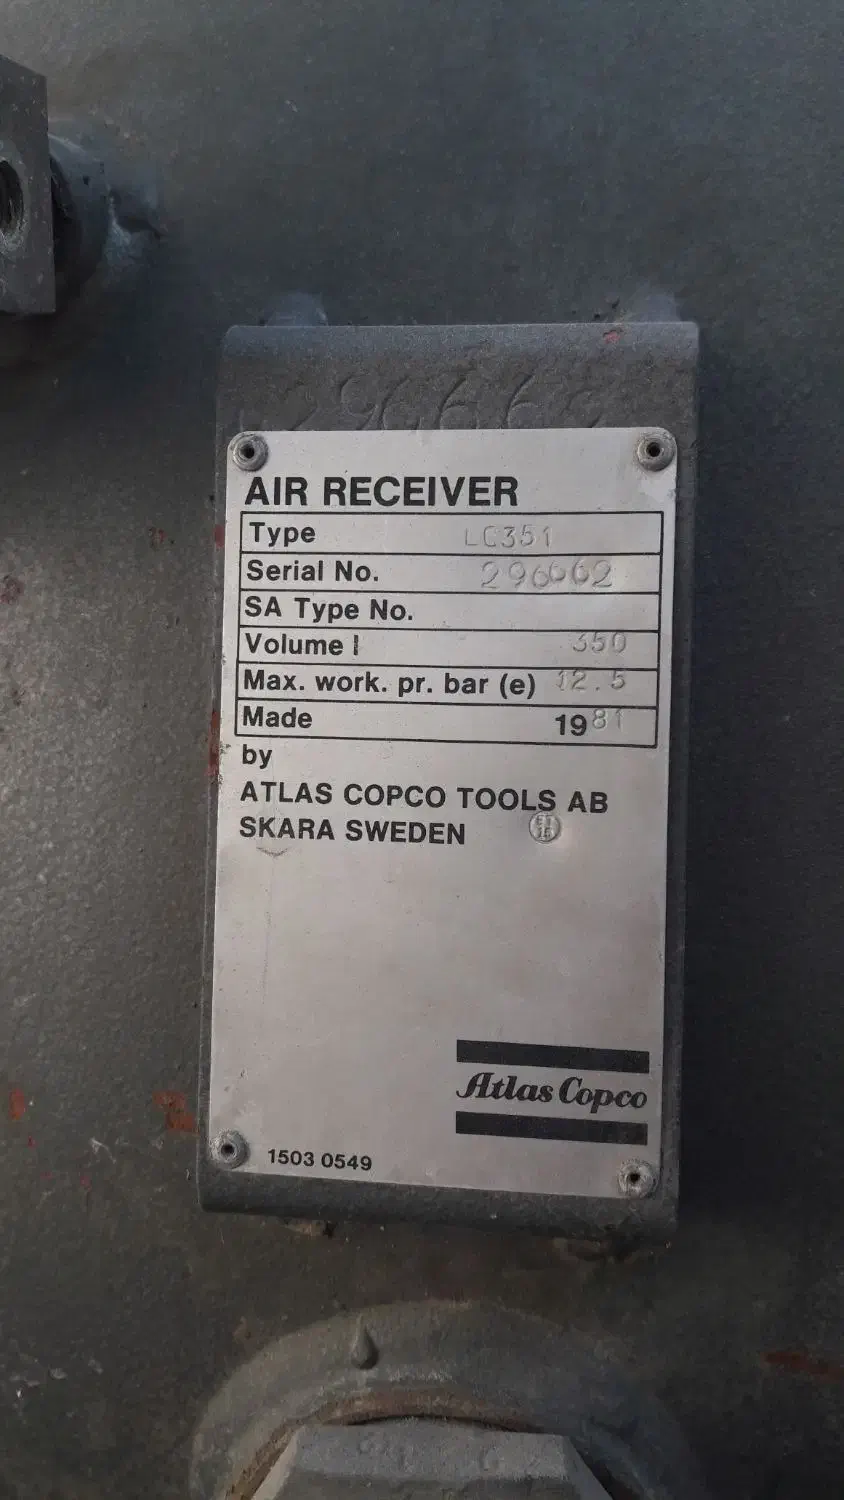 296662
AIR RECEIVER
Type LC351
Serial No. 296662
SA Type No.
Volume l 350
Max. work. pr. bar (e) 12.5
Made 1981
by
ATLAS COPCO TOOLS AB
SKARA SWEDEN
Atlas Copco
1503 0549